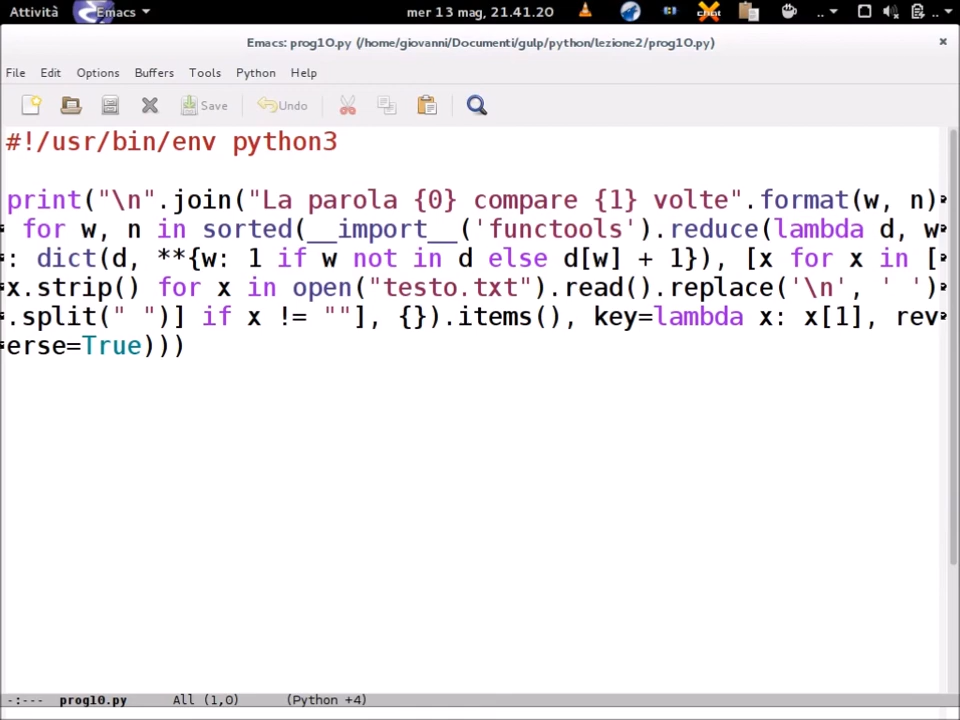 Attività Emacs mer 13 mag, 21.41.20
Emacs: prog10.py (/home/giovanni/Documenti/gulp/python/lezione2/prog10.py)
File Edit Options Buffers Tools Python Help
Save Undo
#!/usr/bin/env python3
print("\n".join("La parola {0} compare {1} volte".format(w, n)
 for w, n in sorted(__import__('functools').reduce(lambda d, w
: dict(d, **{w: 1 if w not in d else d[w] + 1}), [x for x in [
x.strip() for x in open("testo.txt").read().replace('\n', ' ')
.split(" ")] if x != ""], {}).items(), key=lambda x: x[1], rev
erse=True)))
-:--- prog10.py All (1,0) (Python +4)